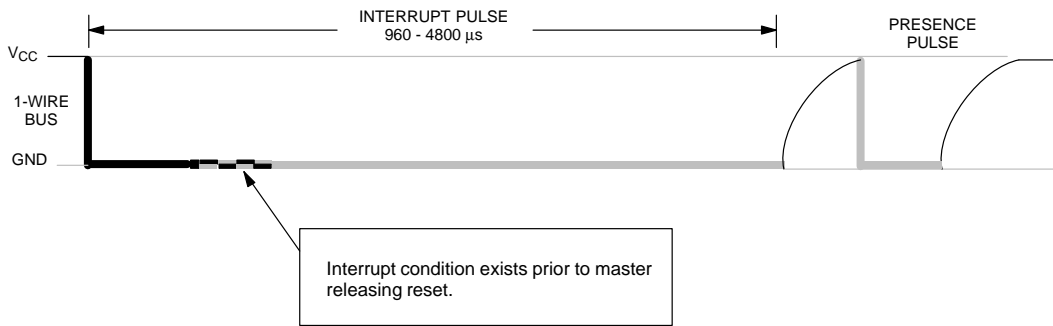 INTERRUPT PULSE
960 - 4800 μs
PRESENCE
PULSE
VCC
1-WIRE
BUS
GND
Interrupt condition exists prior to master
releasing reset.